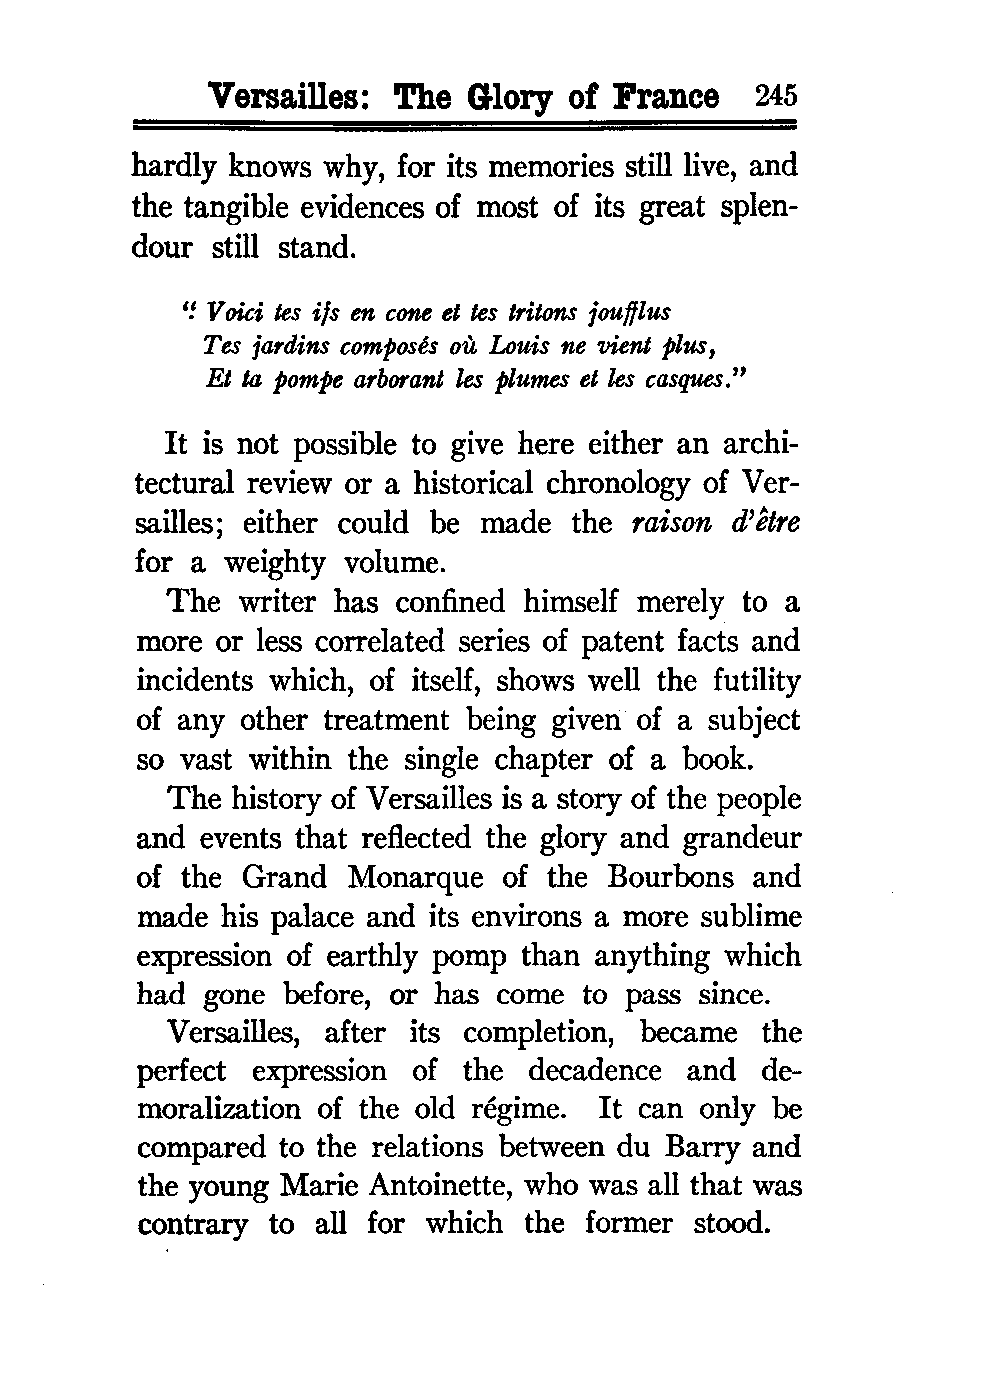 Versailles: The Glory of France 245
hardly knows why, for its memories still live, and
the tangible evidences of most of its great splen-
dour still stand.
“ Voici tes ifs en cone et tes tritons joufflus
Tes jardins composés où Louis ne vient plus,
Et ta pompe arborant les plumes et les casques.”
It is not possible to give here either an archi-
tectural review or a historical chronology of Ver-
sailles; either could be made the raison d’être
for a weighty volume.
The writer has confined himself merely to a
more or less correlated series of patent facts and
incidents which, of itself, shows well the futility
of any other treatment being given of a subject
so vast within the single chapter of a book.
The history of Versailles is a story of the people
and events that reflected the glory and grandeur
of the Grand Monarque of the Bourbons and
made his palace and its environs a more sublime
expression of earthly pomp than anything which
had gone before, or has come to pass since.
Versailles, after its completion, became the
perfect expression of the decadence and de-
moralization of the old régime. It can only be
compared to the relations between du Barry and
the young Marie Antoinette, who was all that was
contrary to all for which the former stood.